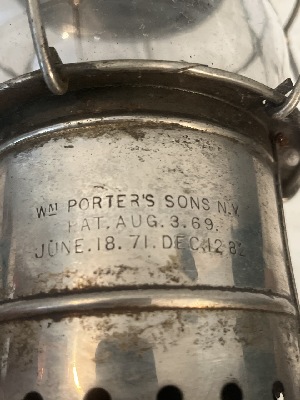 WM PORTER'S SONS N.Y.
PAT. AUG. 3. 69.
JUNE. 18. 71. DEC. 12. 82